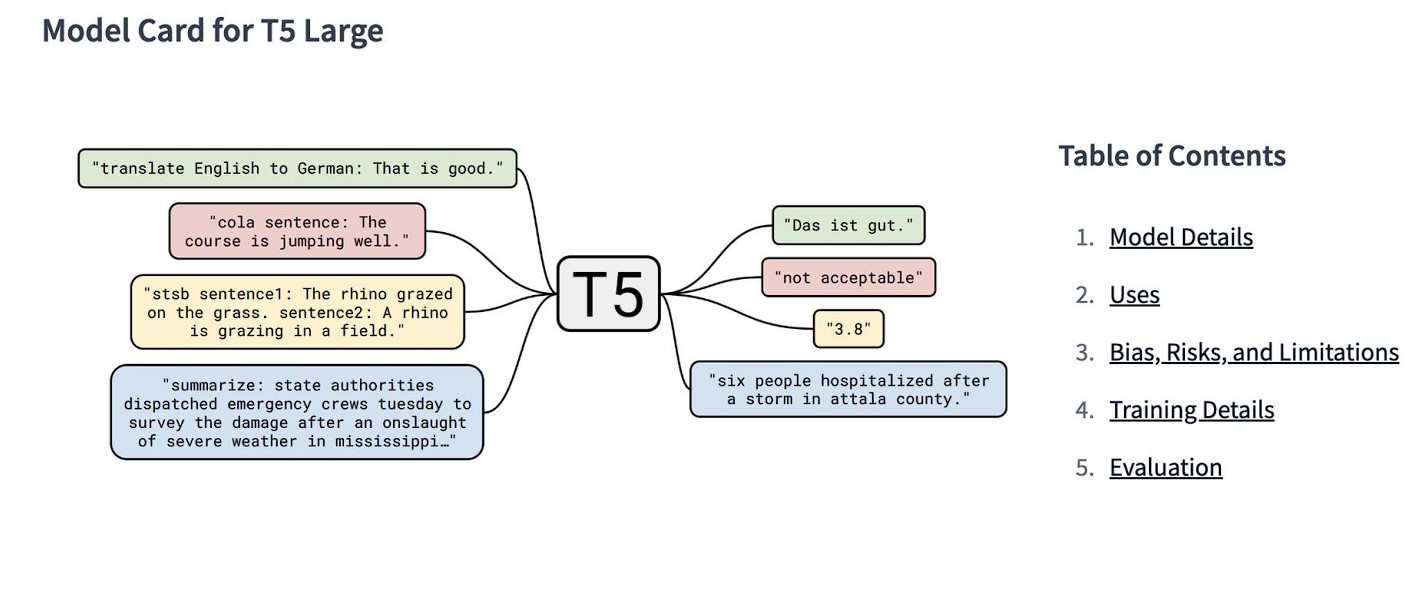 Model Card for T5 Large
"translate English to German: That is good."
"cola sentence: The
course is jumping well."
"stsb sentence1: The rhino grazed
on the grass. sentence2: A rhino
is grazing in a field."
"summarize: state authorities
dispatched emergency crews tuesday to
survey the damage after an onslaught
of severe weather in mississippi…"
T5
"Das ist gut."
"not acceptable"
"3.8"
"six people hospitalized after
a storm in attala county."
Table of Contents
1. Model Details
2. Uses
3. Bias, Risks, and Limitations
4. Training Details
5. Evaluation